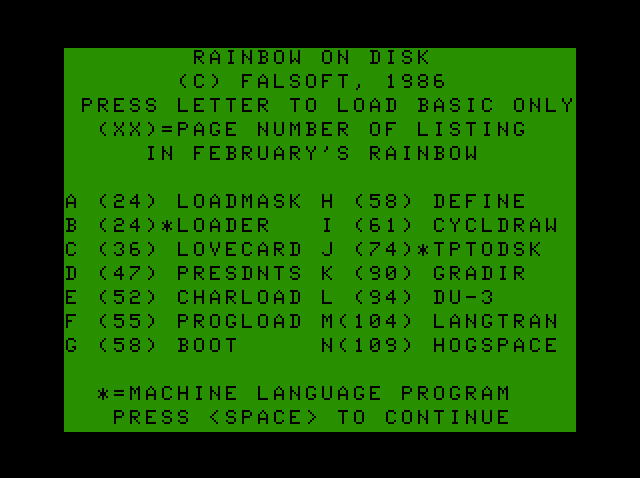 RAINBOW ON DISK
(C) FALSOFT, 1986
PRESS LETTER TO LOAD BASIC ONLY
(XX)=PAGE NUMBER OF LISTING
IN FEBRUARY'S RAINBOW
A (24) LOADMASK H (58) DEFINE
B (24)*LOADER I (61) CYCLDRAW
C (36) LOVECARD J (74)*TPTODSK
D (47) PRESDNTS K (90) GRADIR
E (52) CHARLOAD L (94) DU-3
F (55) PROGLOAD M(104) LANGTRAN
G (58) BOOT N(109) HOGSPACE
*=MACHINE LANGUAGE PROGRAM
PRESS <SPACE> TO CONTINUE